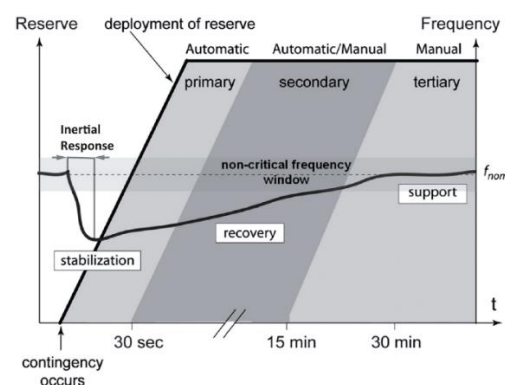 Reserve
deployment of reserve
Frequency
Automatic
Automatic/Manual
Manual
primary
secondary
tertiary
Inertial
Response
non-critical frequency
window
f_nom
support
recovery
stabilization
t
30 sec
//
15 min
30 min
contingency
occurs